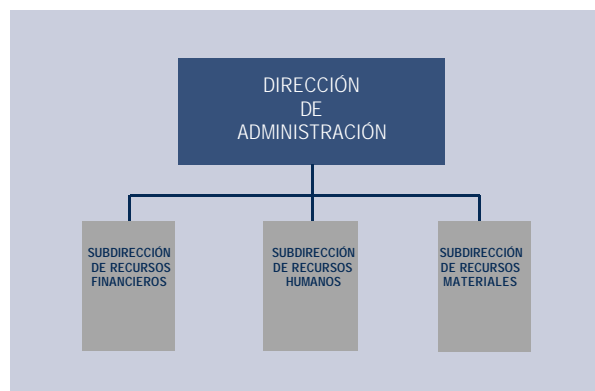 DIRECCIÓN
DE
ADMINISTRACIÓN
SUBDIRECCIÓN
DE RECURSOS
FINANCIEROS
SUBDIRECCIÓN
DE RECURSOS
HUMANOS
SUBDIRECCIÓN
DE RECURSOS
MATERIALES